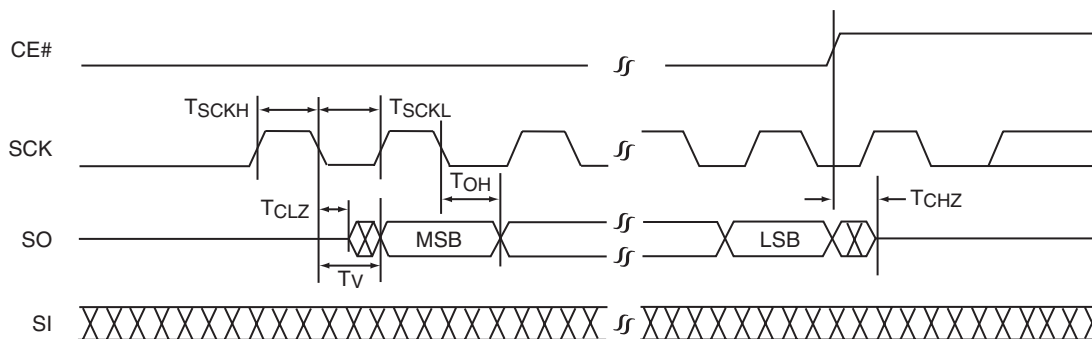 CE#
TSCKH
TSCKL
SCK
TOH
TCLZ
TCHZ
SO
MSB
LSB
TV
SI